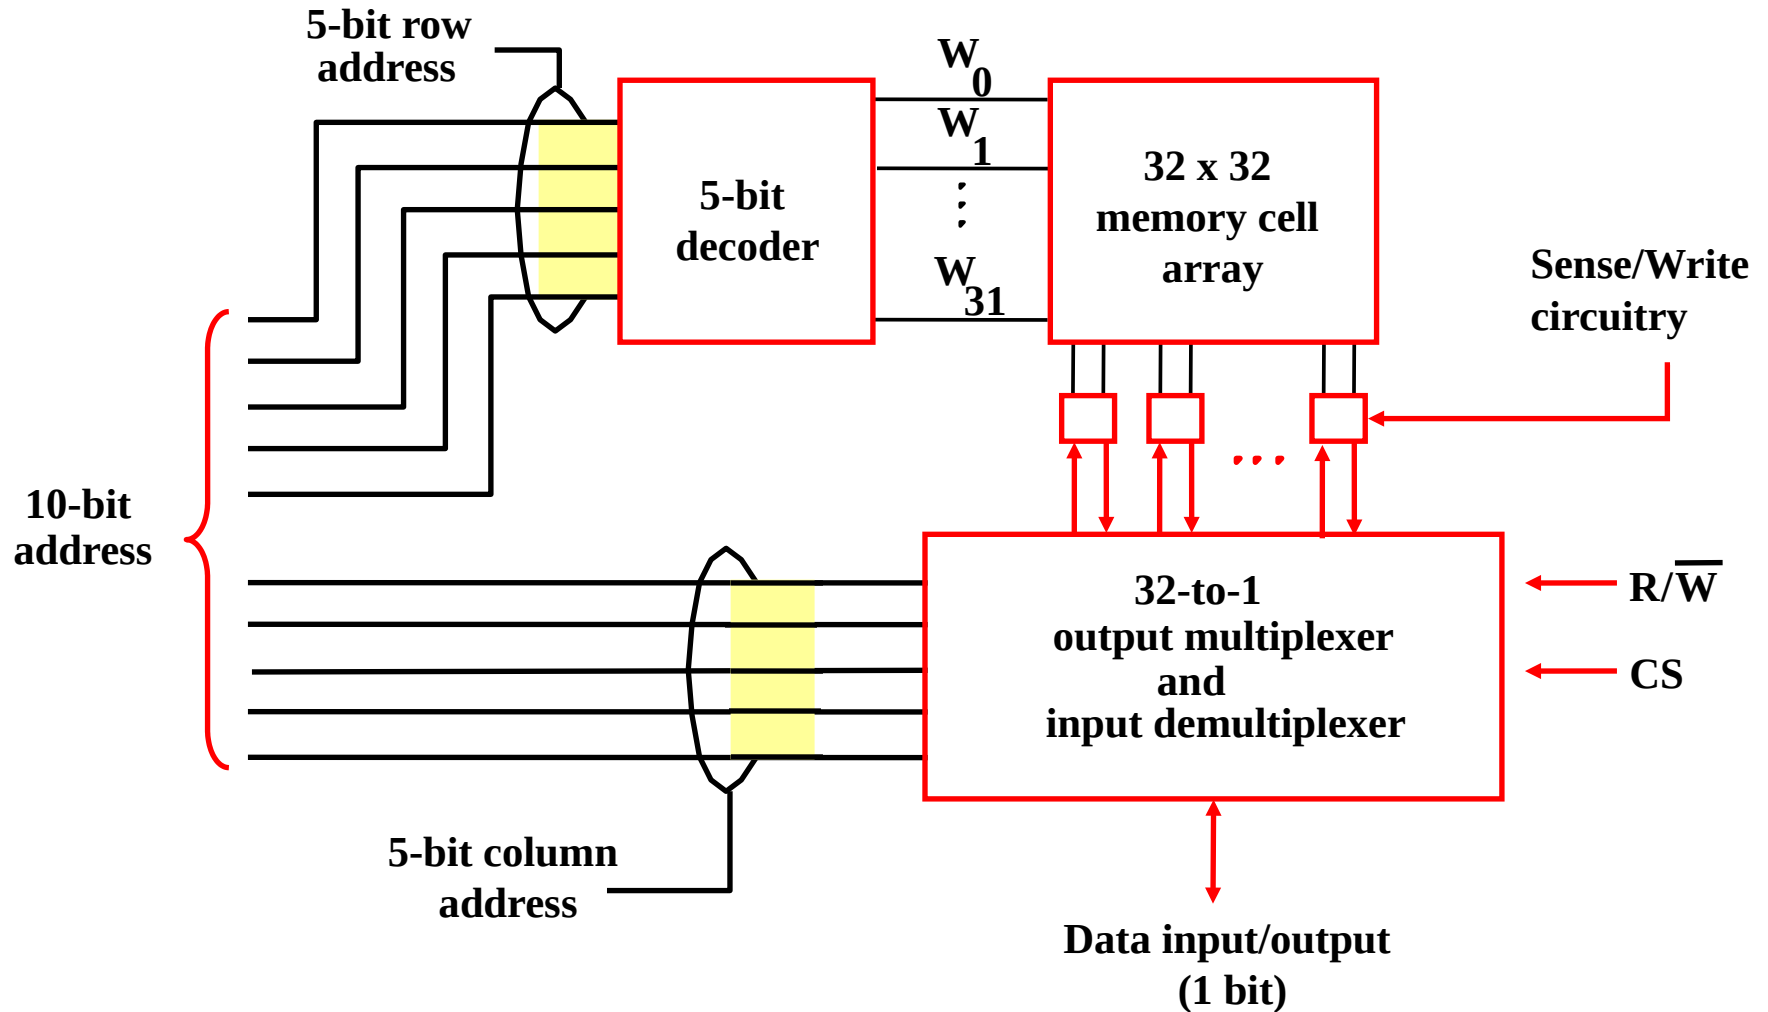 5-bit row
address
W0
W1
W31
5-bit
decoder
32 x 32
memory cell
array
Sense/Write
circuitry
10-bit
address
32-to-1
output multiplexer
and
input demultiplexer
R/W̅
CS
5-bit column
address
Data input/output
(1 bit)